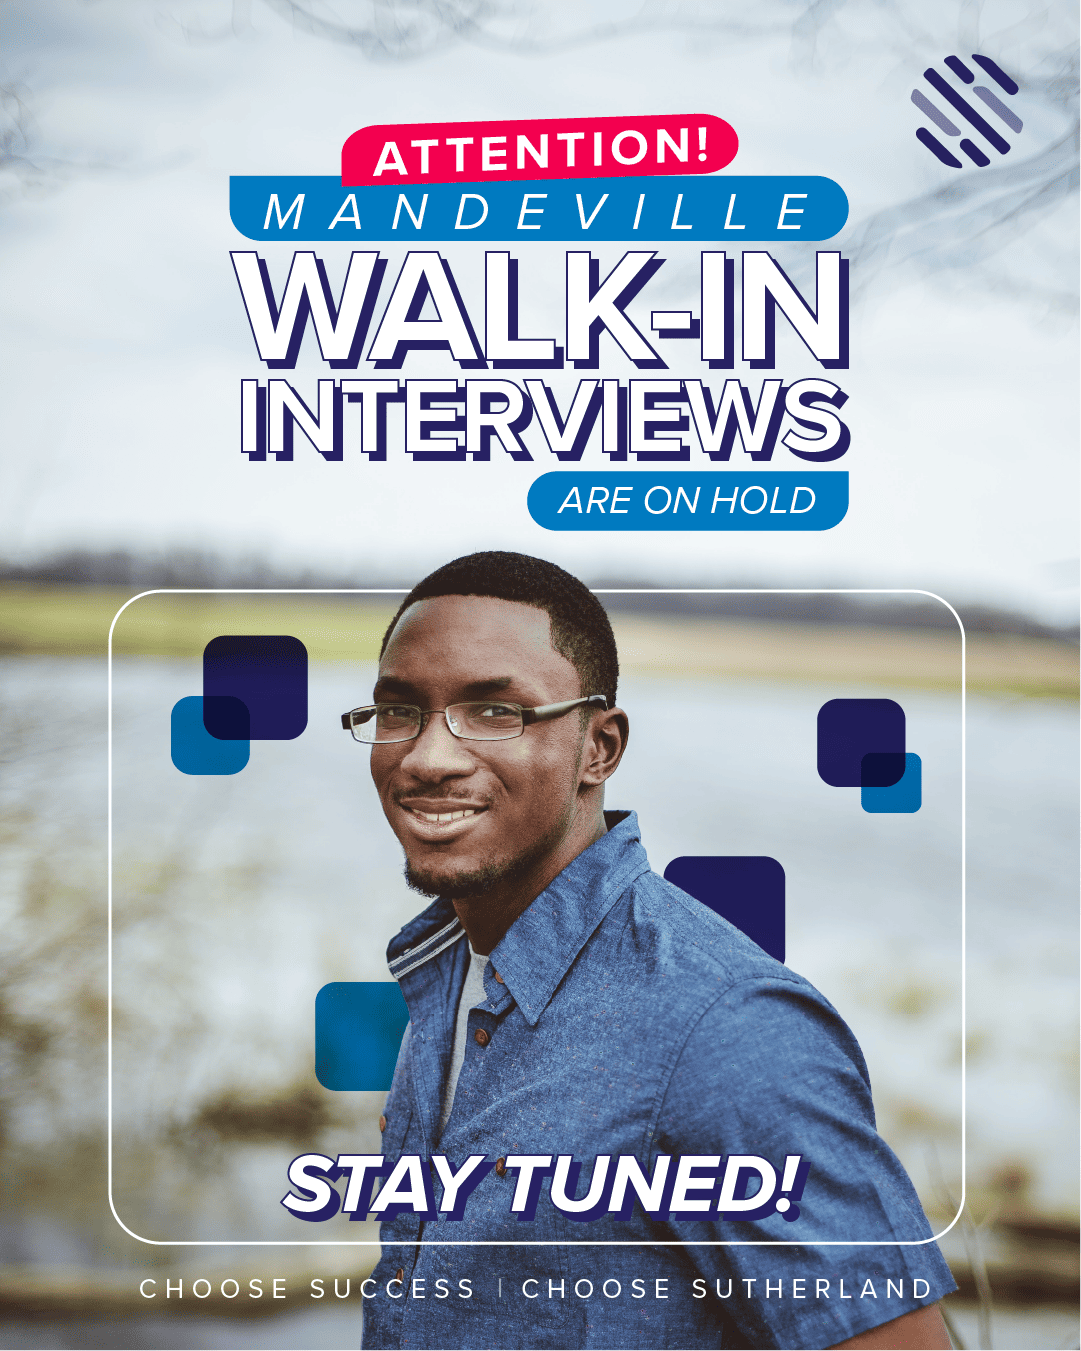 ATTENTION!
MANDEVILLE
WALK-IN
INTERVIEWS
ARE ON HOLD
STAY TUNED!
CHOOSE SUCCESS | CHOOSE SUTHERLAND